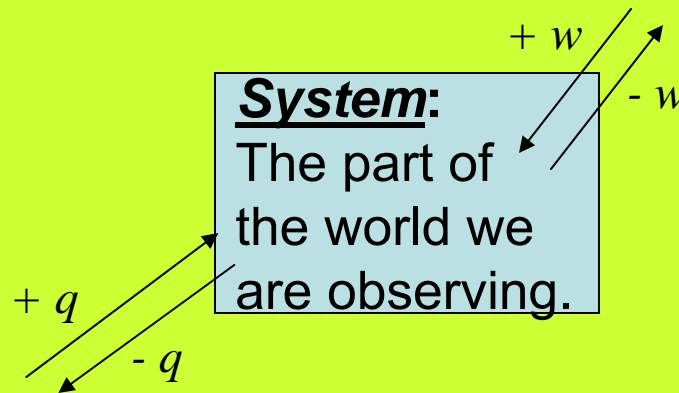 + w
- w
System:
The part of
the world we
are observing.
+ q
- q